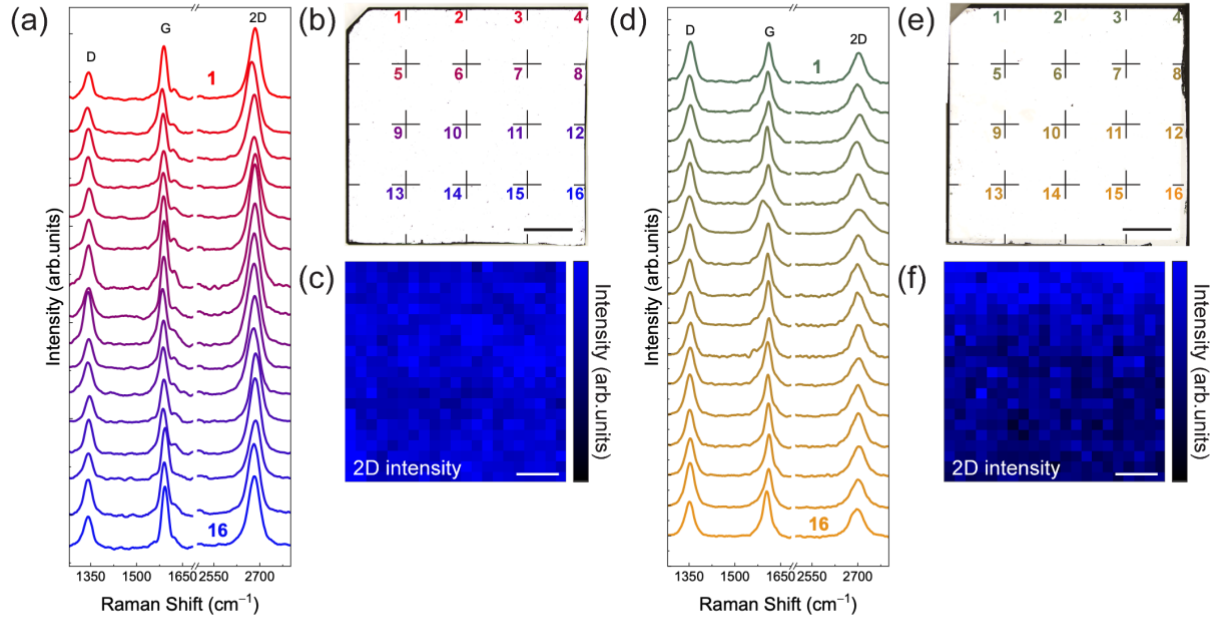 (a)
D
G
2D
1
16
Intensity (arb.units)
1350 1500 1650 2550 2700
Raman Shift (cm⁻¹)
(b)
1 2 3 4
5 6 7 8
9 10 11 12
13 14 15 16
(c)
2D intensity
Intensity (arb.units)
(d)
D
G
2D
1
16
Intensity (arb.units)
1350 1500 1650 2550 2700
Raman Shift (cm⁻¹)
(e)
1 2 3 4
5 6 7 8
9 10 11 12
13 14 15 16
(f)
2D intensity
Intensity (arb.units)